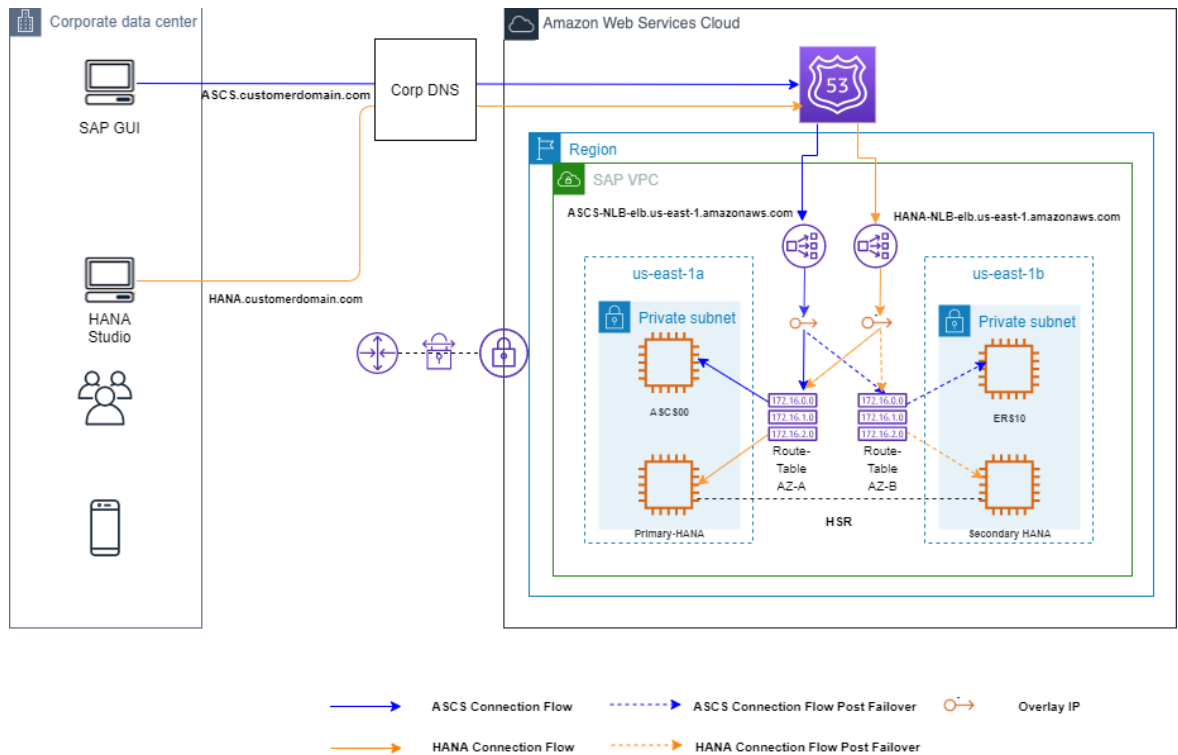 Corporate data center
Amazon Web Services Cloud
53
Corp DNS
ASCS.customerdomain.com
SAP GUI
Region
SAP VPC
ASCS-NLB-elb.us-east-1.amazonaws.com
HANA-NLB-elb.us-east-1.amazonaws.com
us-east-1a
us-east-1b
HANA.customerdomain.com
HANA
Studio
Private subnet
Private subnet
ASCS00
ERS10
172.16.0.0
172.16.1.0
172.16.2.0
172.16.0.0
172.16.1.0
172.16.2.0
Route-
Table
AZ-A
Route-
Table
AZ-B
HSR
Primary-HANA
Secondary HANA
ASCS Connection Flow
ASCS Connection Flow Post Failover
Overlay IP
HANA Connection Flow
HANA Connection Flow Post Failover